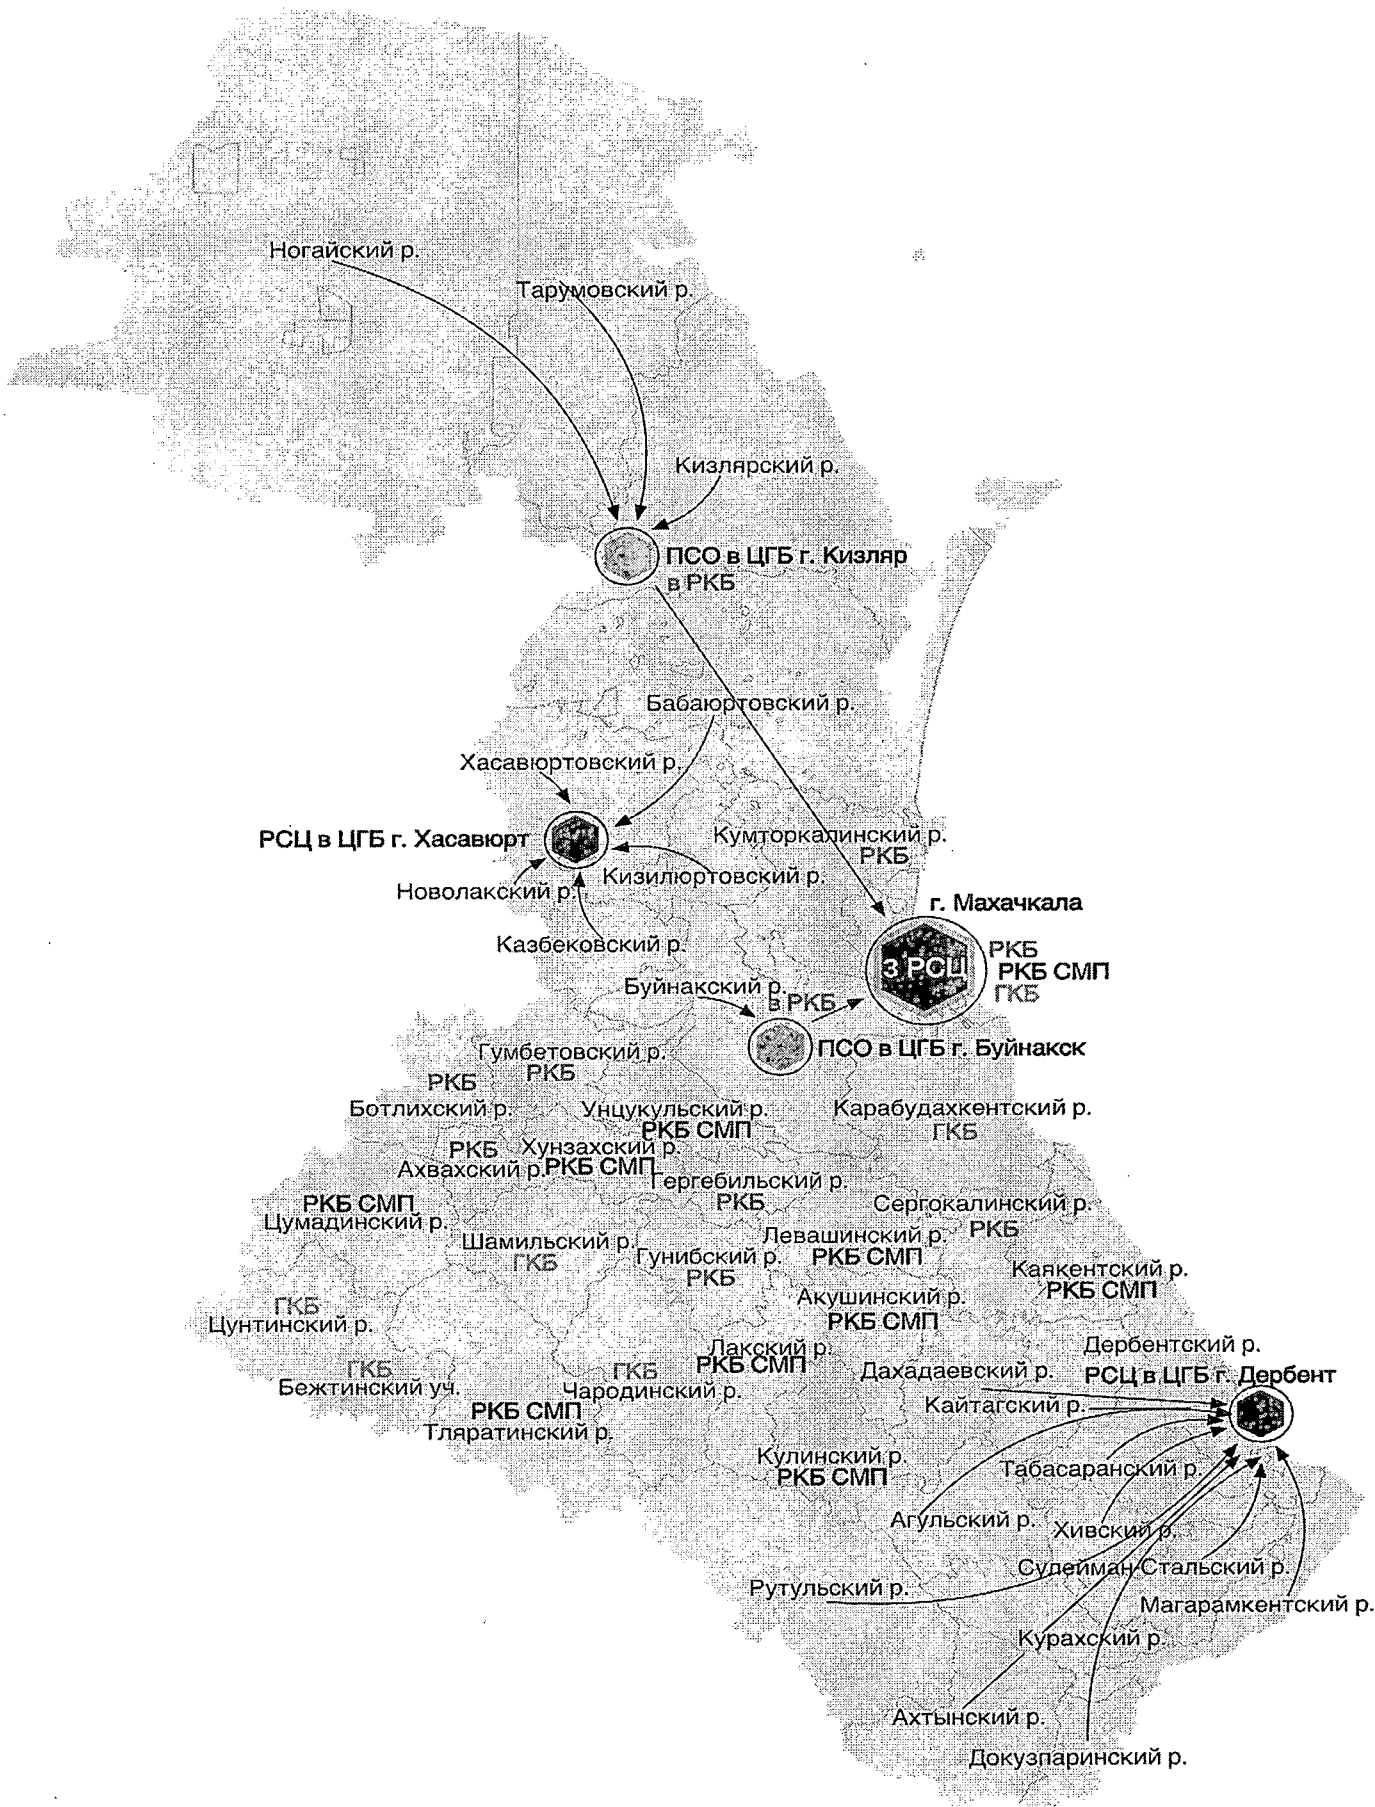 Ногайский р.
Тарумовский р.
Кизлярский р.
ПСО в ЦГБ г. Кизляр
в РКБ
Бабаюртовский р.
Хасавюртовский р.
РСЦ в ЦГБ г. Хасавюрт
Кумторкалинский р.
РКБ
Кизилюртовский р.
Новолакский р.
г. Махачкала
Казбековский р.
РКБ
3 РСЦ
РКБ СМП
ГКБ
Буйнакский р.
в РКБ
ПСО в ЦГБ г. Буйнакск
Гумбетовский р.
РКБ
РКБ
Ботлихский р.
Унцукульский р.
РКБ СМП
Карабудахкентский р.
ГКБ
РКБ
Ахвахский р.
Хунзахский р.
РКБ СМП
Гергебильский р.
РКБ
РКБ СМП
Цумадинский р.
Сергокалинский р.
РКБ
Шамильский р.
ГКБ
Гунибский р.
РКБ
Левашинский р.
РКБ СМП
Каякентский р.
РКБ СМП
Акушинский р.
РКБ СМП
ГКБ
Цунтинский р.
Лакский р.
РКБ СМП
Дербентский р.
РСЦ в ЦГБ г. Дербент
ГКБ
Бежтинский уч.
ГКБ
Чародинский р.
Дахадаевский р.
Кайтагский р.
РКБ СМП
Тляратинский р.
Кулинский р.
РКБ СМП
Табасаранский р.
Агульский р.
Хивский р.
Сулейман-Стальский р.
Рутульский р.
Магарамкентский р.
Курахский р.
Ахтынский р.
Докузпаринский р.